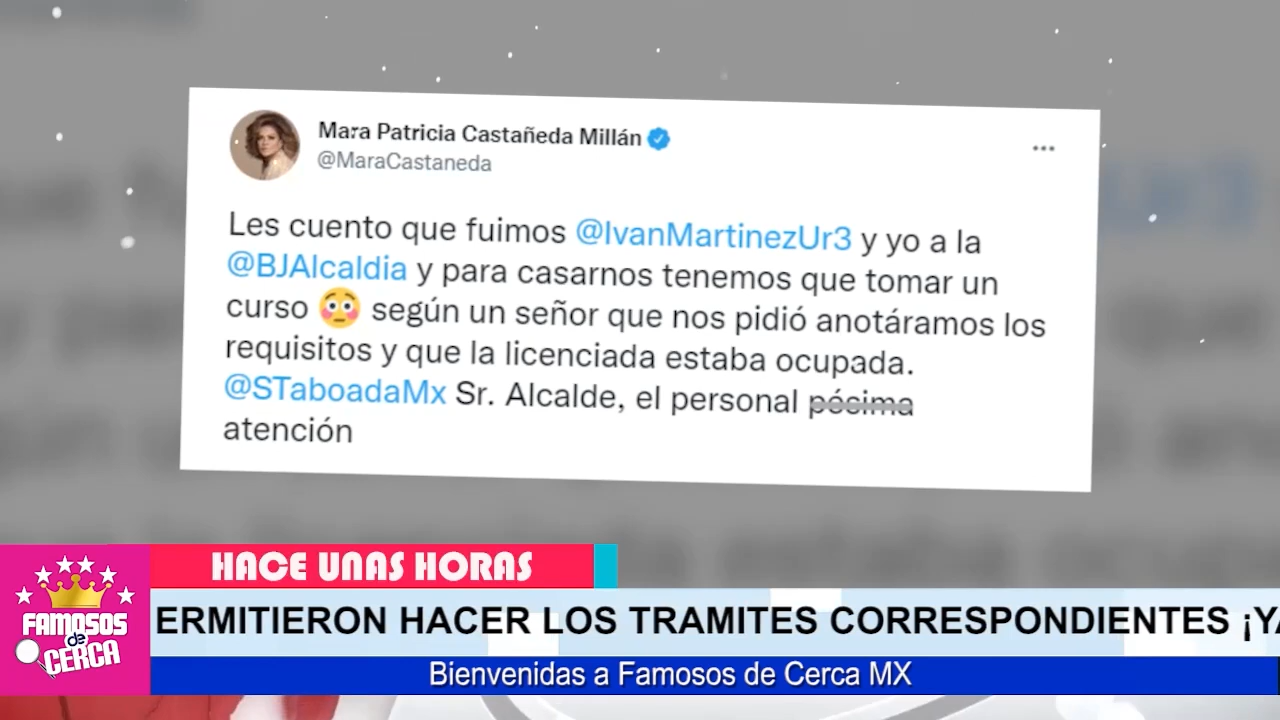 Mara Patricia Castañeda Millán
@MaraCastaneda
Les cuento que fuimos @IvanMartinezUr3 y yo a la
@BJAlcaldia y para casarnos tenemos que tomar un
curso 😳 según un señor que nos pidió anotáramos los
requisitos y que la licenciada estaba ocupada.
@STaboadaMx Sr. Alcalde, el personal pésima
atención
HACE UNAS HORAS
ERMITIERON HACER LOS TRAMITES CORRESPONDIENTES ¡YA
Bienvenidas a Famosos de Cerca MX
FAMOSOS
de
CERCA